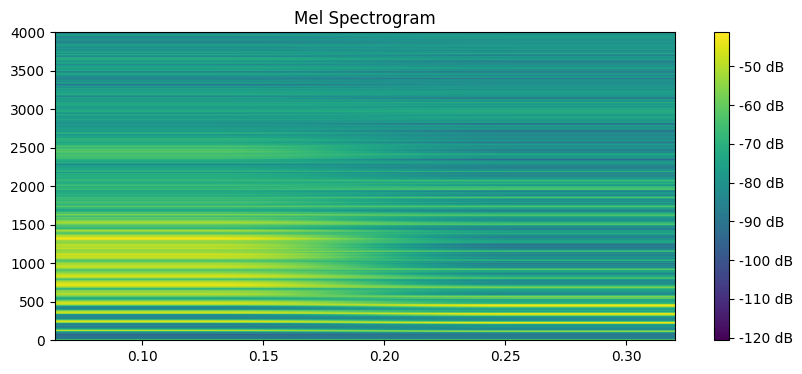 Mel Spectrogram
4000
3500
3000
2500
2000
1500
1000
500
0
0.10 0.15 0.20 0.25 0.30
-50 dB
-60 dB
-70 dB
-80 dB
-90 dB
-100 dB
-110 dB
-120 dB